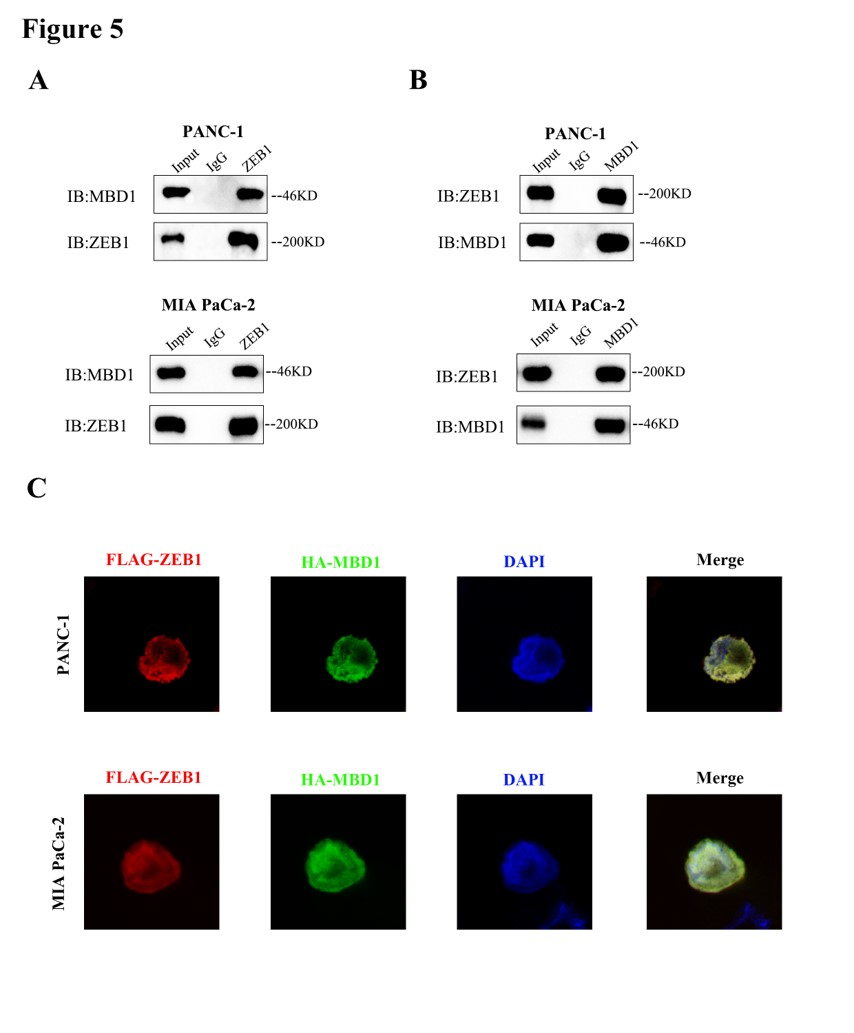 Figure 5
A
PANC-1
Input IgG ZEB1
IB:MBD1 --46KD
IB:ZEB1 --200KD
MIA PaCa-2
Input IgG ZEB1
IB:MBD1 --46KD
IB:ZEB1 --200KD
B
PANC-1
Input IgG MBD1
IB:ZEB1 --200KD
IB:MBD1 --46KD
MIA PaCa-2
Input IgG MBD1
IB:ZEB1 --200KD
IB:MBD1 --46KD
C
FLAG-ZEB1 HA-MBD1 DAPI Merge
PANC-1
FLAG-ZEB1 HA-MBD1 DAPI Merge
MIA PaCa-2